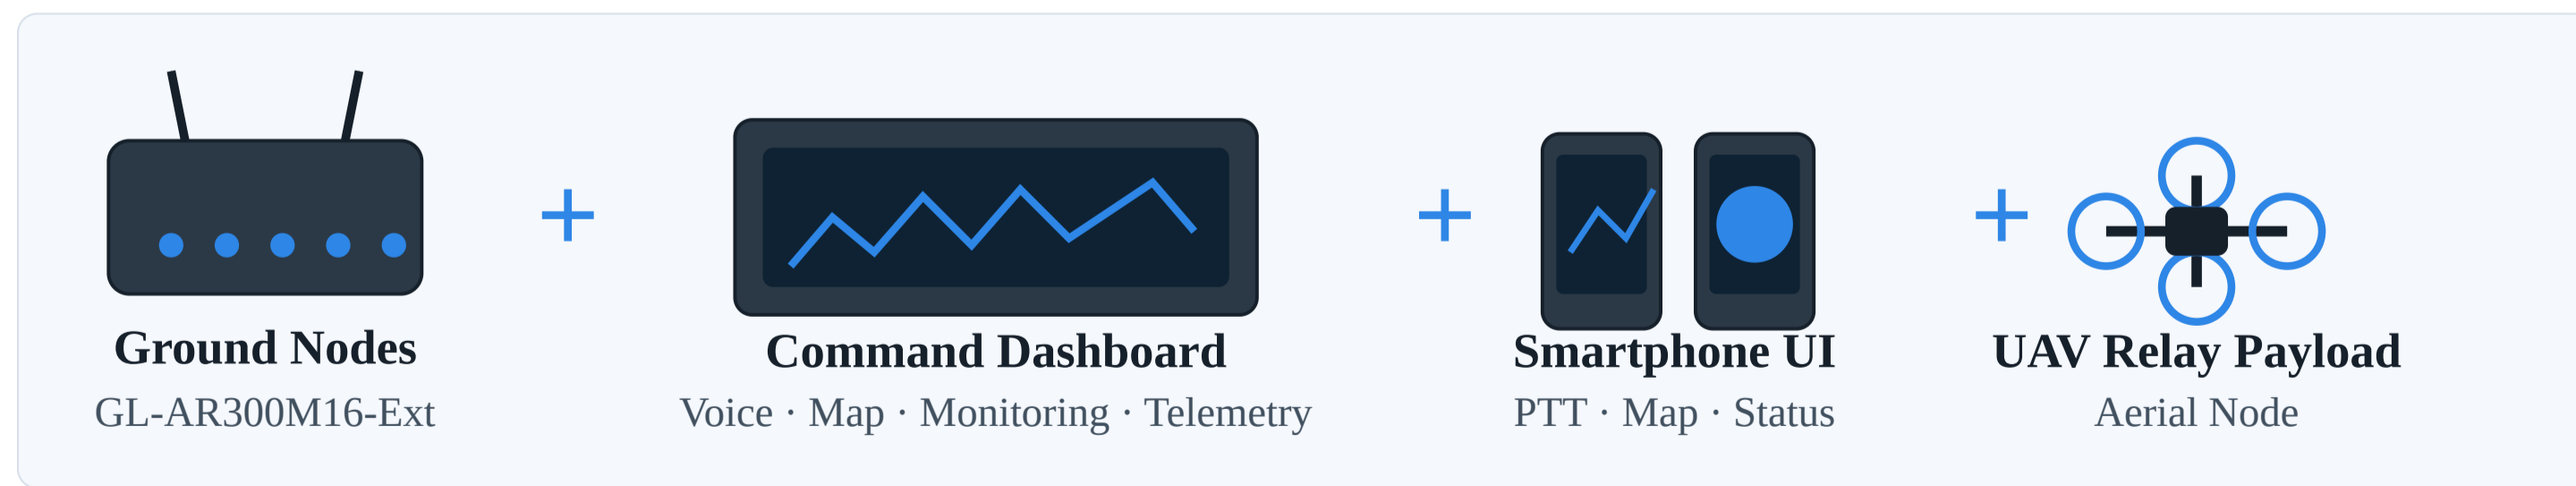 Ground Nodes
GL-AR300M16-Ext
+
Command Dashboard
Voice · Map · Monitoring · Telemetry
+
Smartphone UI
PTT · Map · Status
+
UAV Relay Payload
Aerial Node